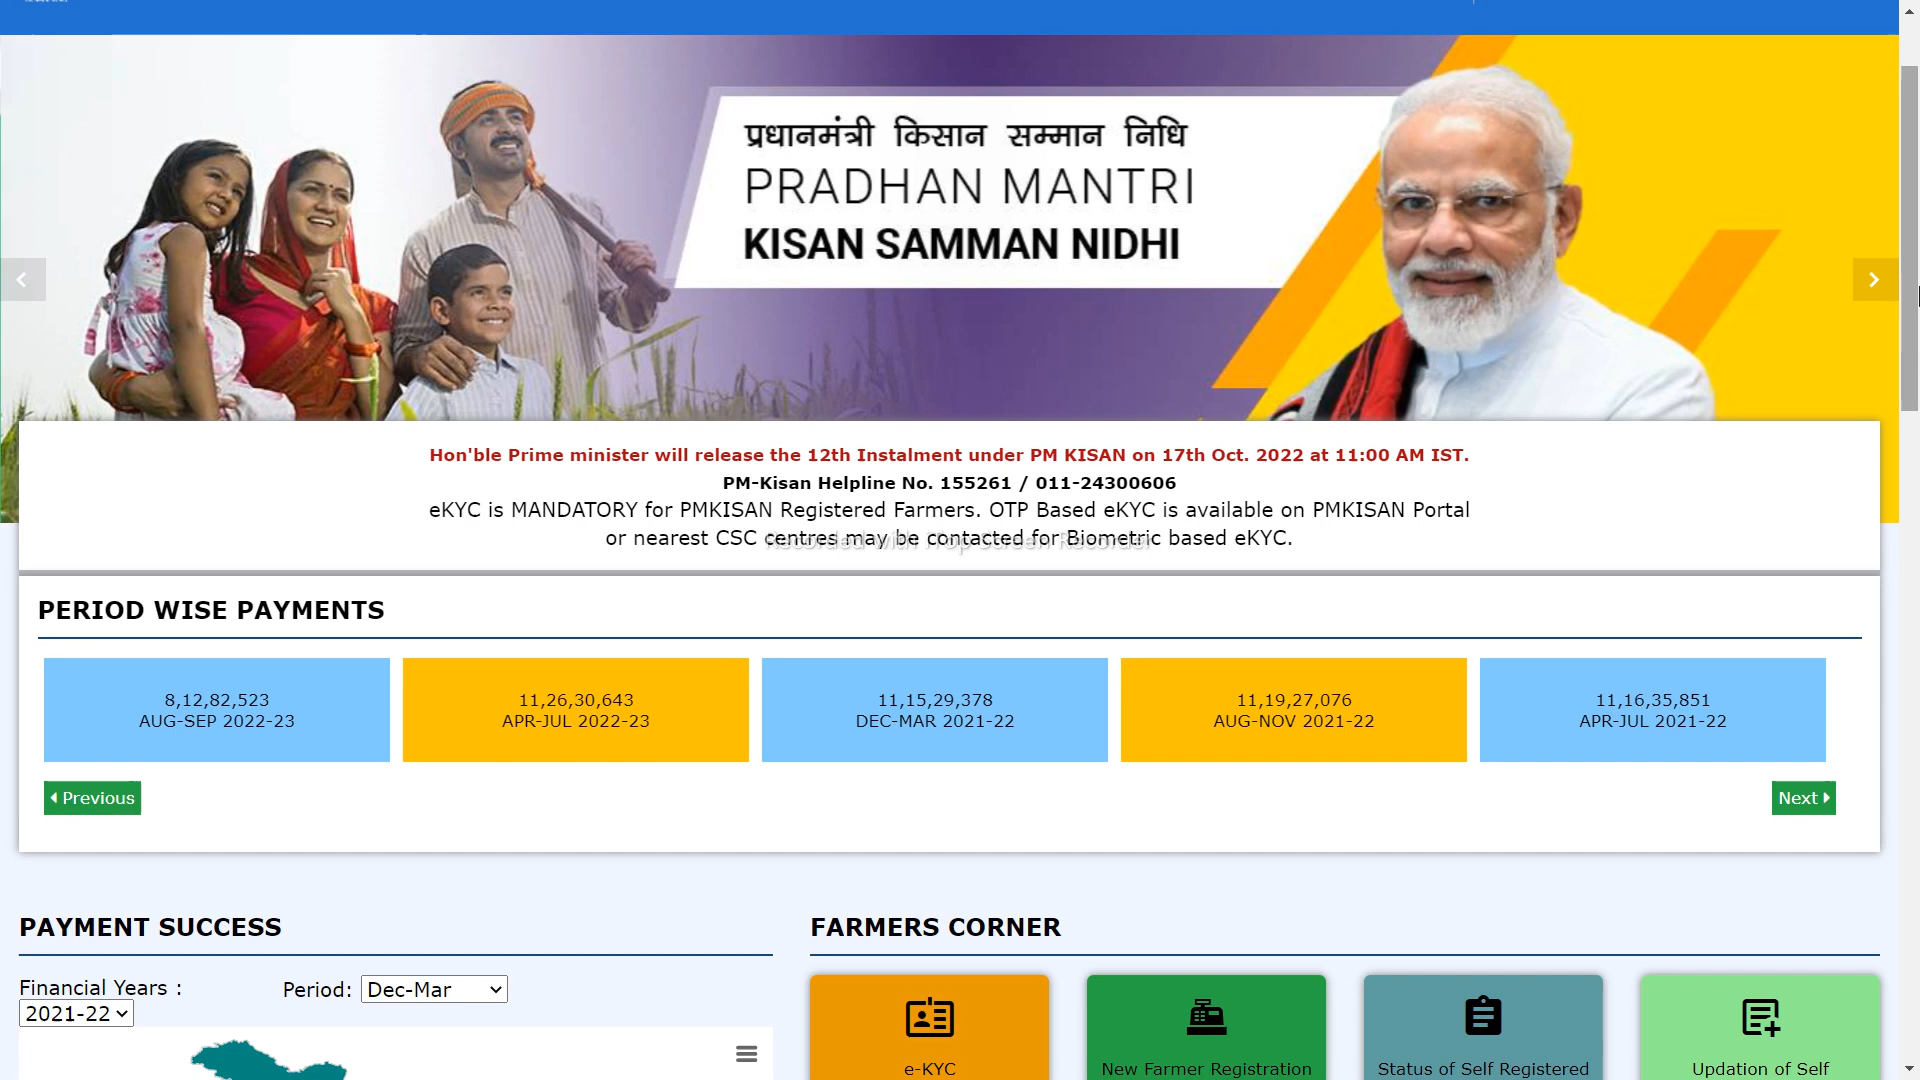 प्रधानमंत्री किसान सम्मान निधि
PRADHAN MANTRI
KISAN SAMMAN NIDHI
Hon'ble Prime minister will release the 12th Instalment under PM KISAN on 17th Oct. 2022 at 11:00 AM IST.
PM-Kisan Helpline No. 155261 / 011-24300606
eKYC is MANDATORY for PMKISAN Registered Farmers. OTP Based eKYC is available on PMKISAN Portal
or nearest CSC centres may be contacted for Biometric based eKYC.
Recorded with iTop Screen Recorder
PERIOD WISE PAYMENTS
8,12,82,523
AUG-SEP 2022-23
11,26,30,643
APR-JUL 2022-23
11,15,29,378
DEC-MAR 2021-22
11,19,27,076
AUG-NOV 2021-22
11,16,35,851
APR-JUL 2021-22
Previous
Next
PAYMENT SUCCESS
Financial Years :
2021-22
Period: Dec-Mar
FARMERS CORNER
e-KYC
New Farmer Registration
Status of Self Registered
Updation of Self